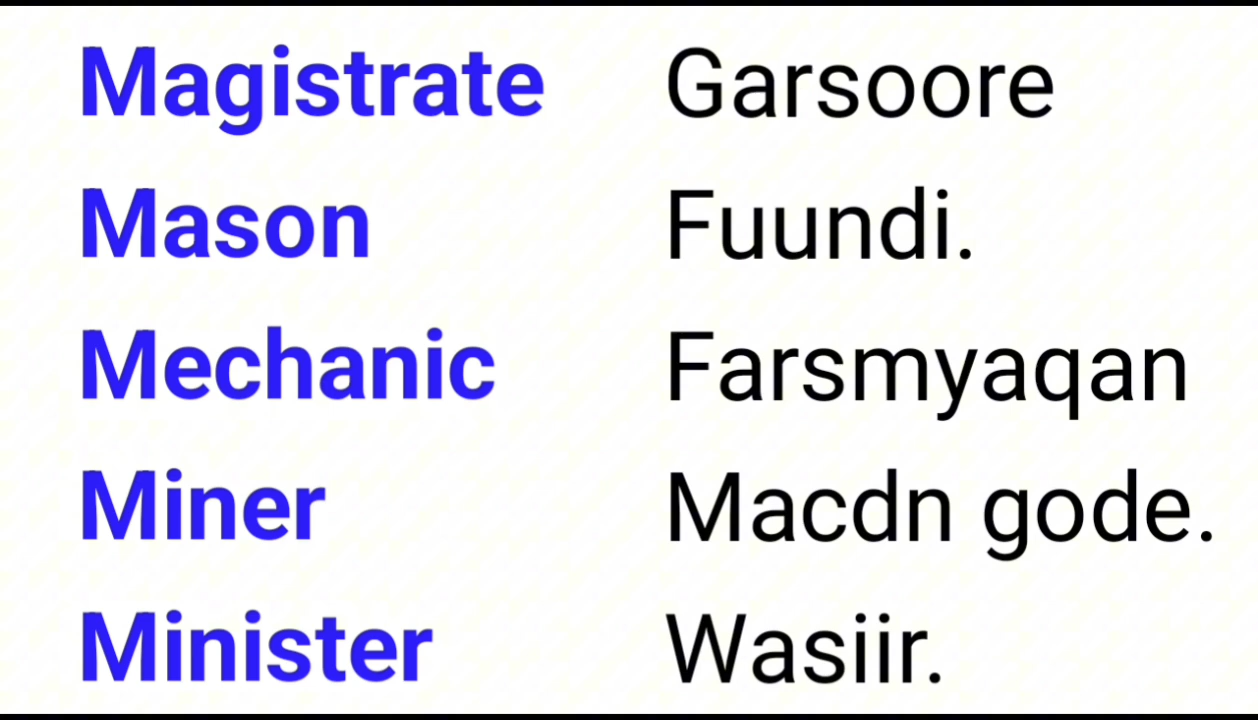 Magistrate Garsoore
Mason Fuundi.
Mechanic Farsmyaqan
Miner Macdn gode.
Minister Wasiir.